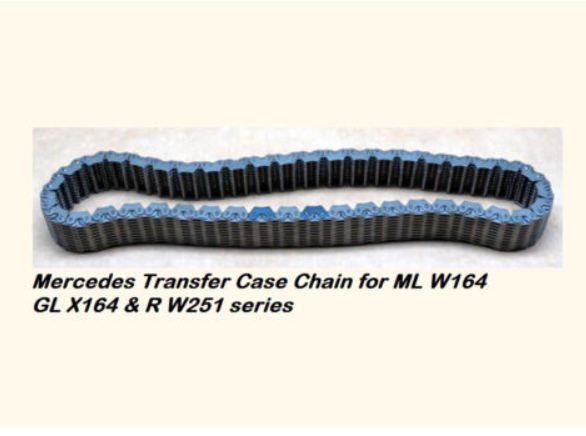 Mercedes Transfer Case Chain for ML W164
GL X164 & R W251 series